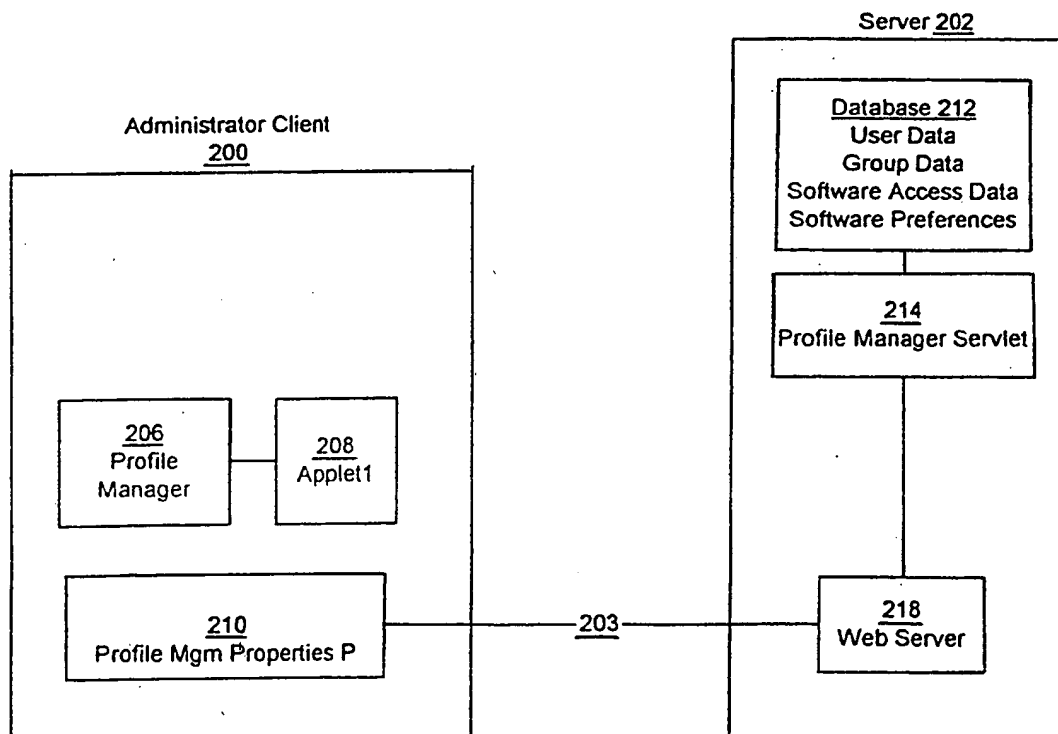 Server 202
Database 212
User Data
Group Data
Software Access Data
Software Preferences
Administrator Client
200
214
Profile Manager Servlet
206
Profile
Manager
208
Applet1
210
Profile Mgm Properties P
203
218
Web Server